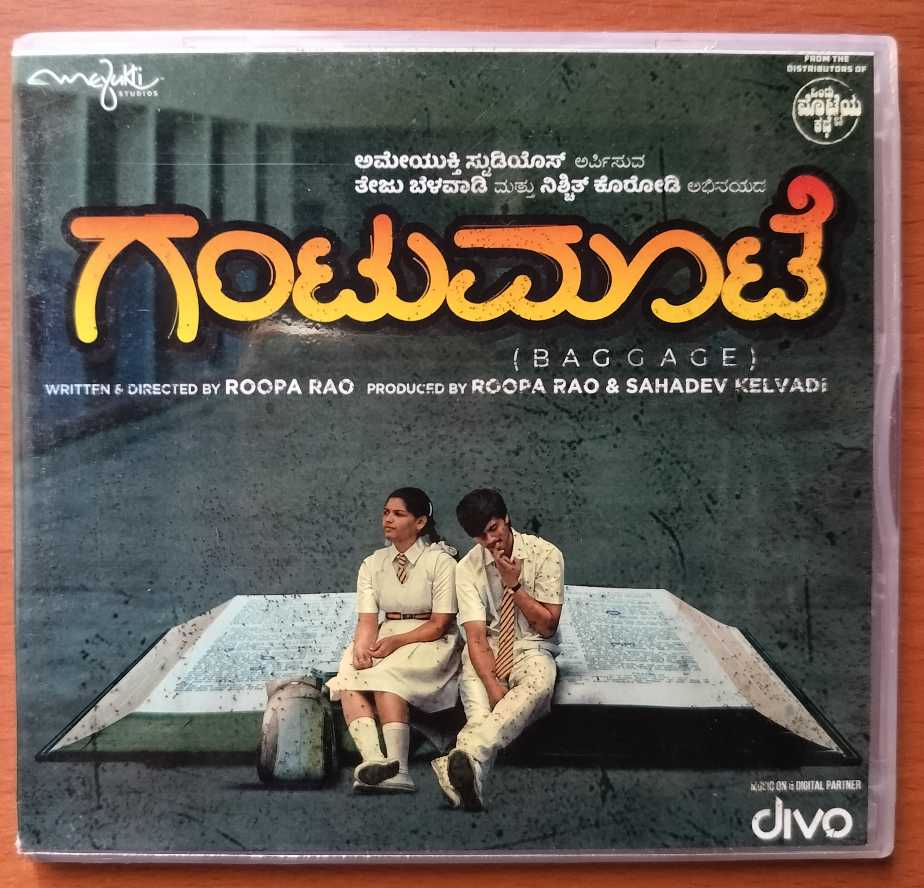 ameyukti
STUDIOS
FROM THE
DISTRIBUTORS OF
ಒಂದು
ಮೊಟ್ಟೆಯ
ಕಥೆ
ಅಮೇಯುಕ್ತಿ ಸ್ಟುಡಿಯೋಸ್ ಅರ್ಪಿಸುವ
ತೇಜು ಬೆಳವಾಡಿ ಮತ್ತು ನಿಶ್ಚಿತ್ ಕೊರೋಡಿ ಅಭಿನಯದ
ಗಂಟುಮೂಟೆ
(BAGGAGE)
WRITTEN & DIRECTED BY ROOPA RAO PRODUCED BY ROOPA RAO & SAHADEV KELVADI
MUSIC ON & DIGITAL PARTNER
divo